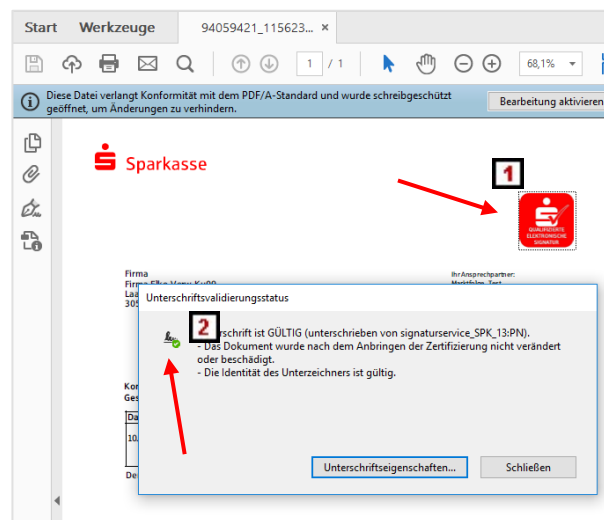 Start Werkzeuge 94059421_115623... ×
1 / 1 68,1%
Diese Datei verlangt Konformität mit dem PDF/A-Standard und wurde schreibgeschützt
geöffnet, um Änderungen zu verhindern.
Bearbeitung aktivieren
Sparkasse
1
QUALIFIZIERTE
ELEKTRONISCHE
SIGNATUR
Firma
Ihr Ansprechpartner:
Firma
Unterschriftsvalidierungsstatus
2
rschrift ist GÜLTIG (unterschrieben von signaturservice_SPK_13:PN).
- Das Dokument wurde nach dem Anbringen der Zertifizierung nicht verändert
oder beschädigt.
- Die Identität des Unterzeichners ist gültig.
Unterschriftseigenschaften... Schließen